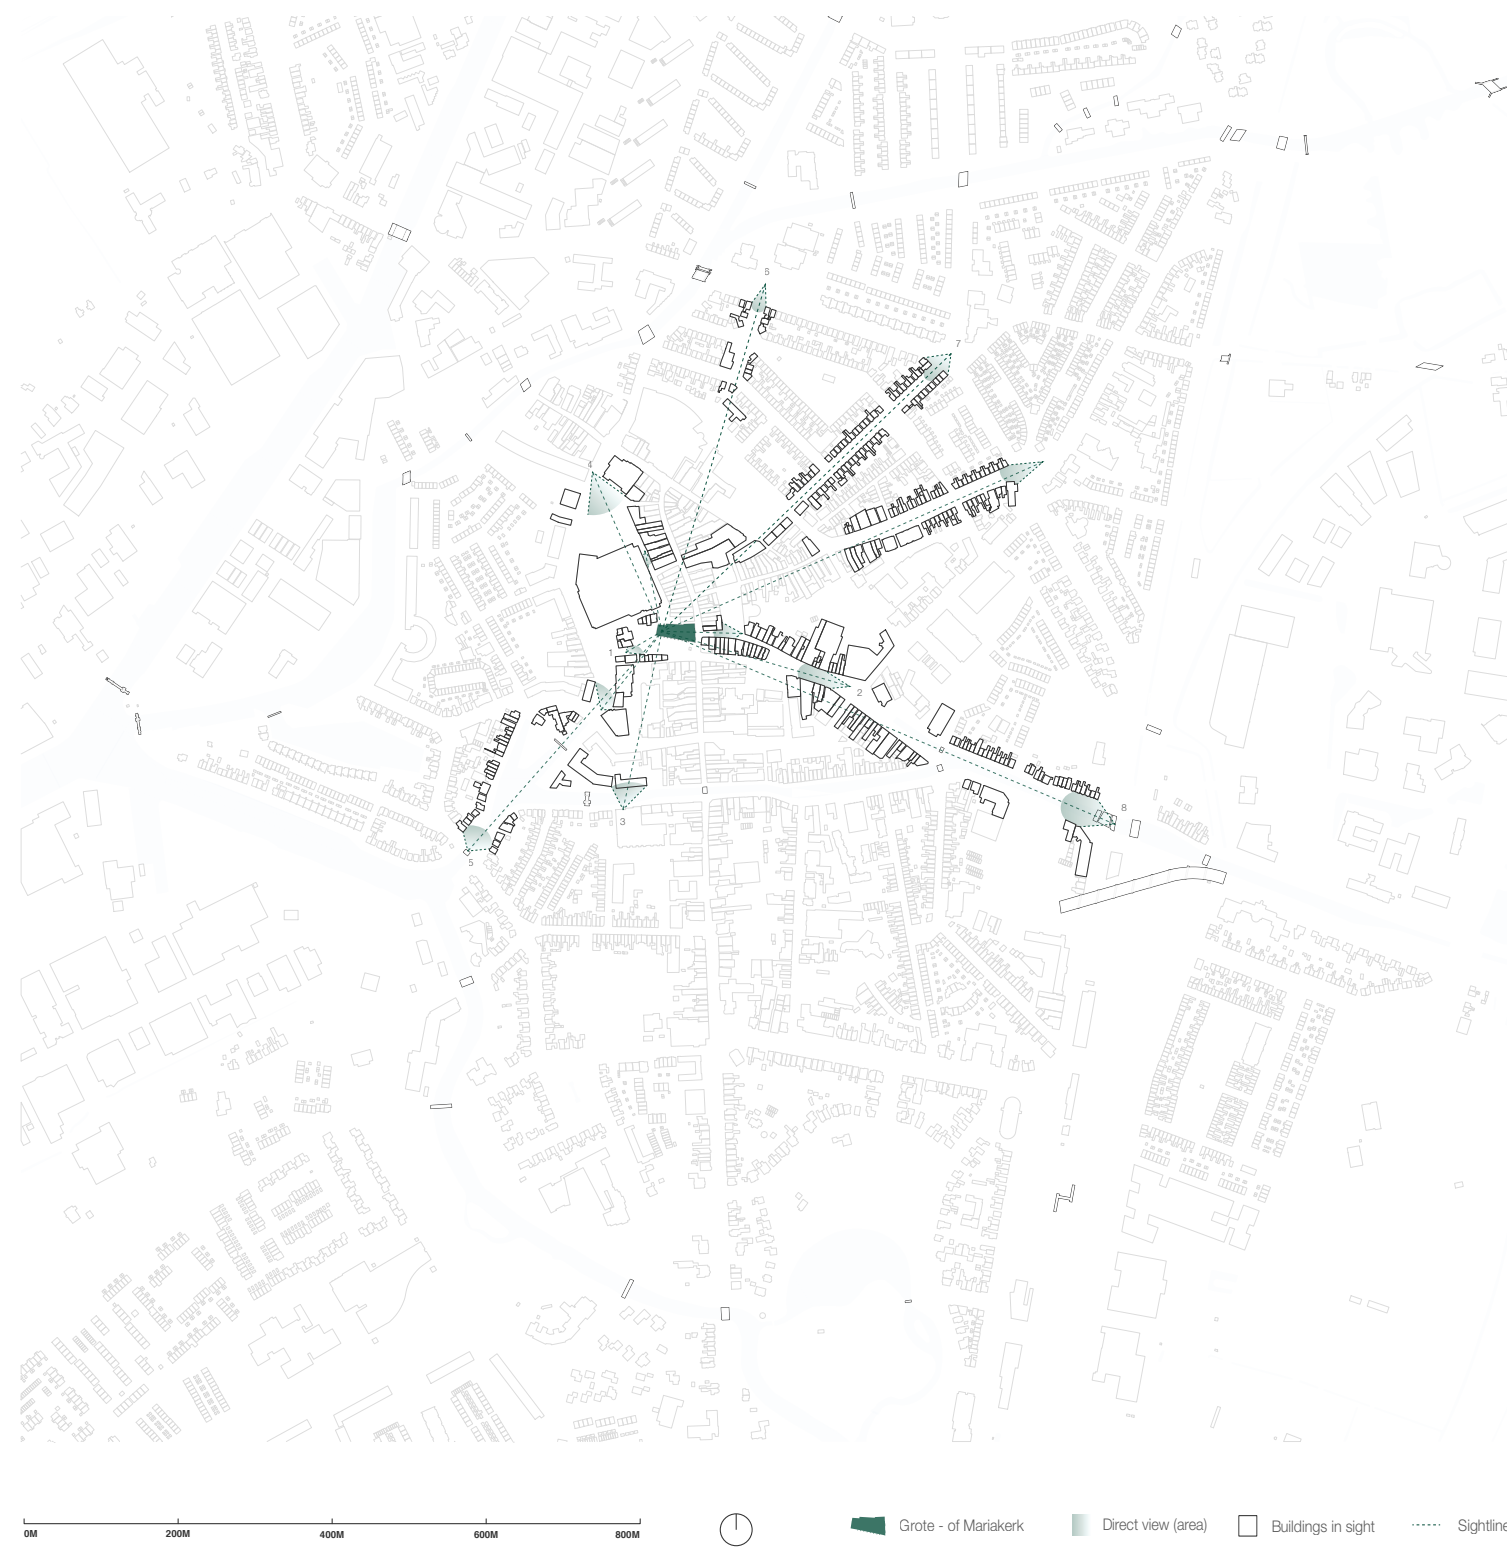 6
7
4
1
2
8
3
5
0M
200M
400M
600M
800M
Grote - of Mariakerk
Direct view (area)
Buildings in sight
Sightline